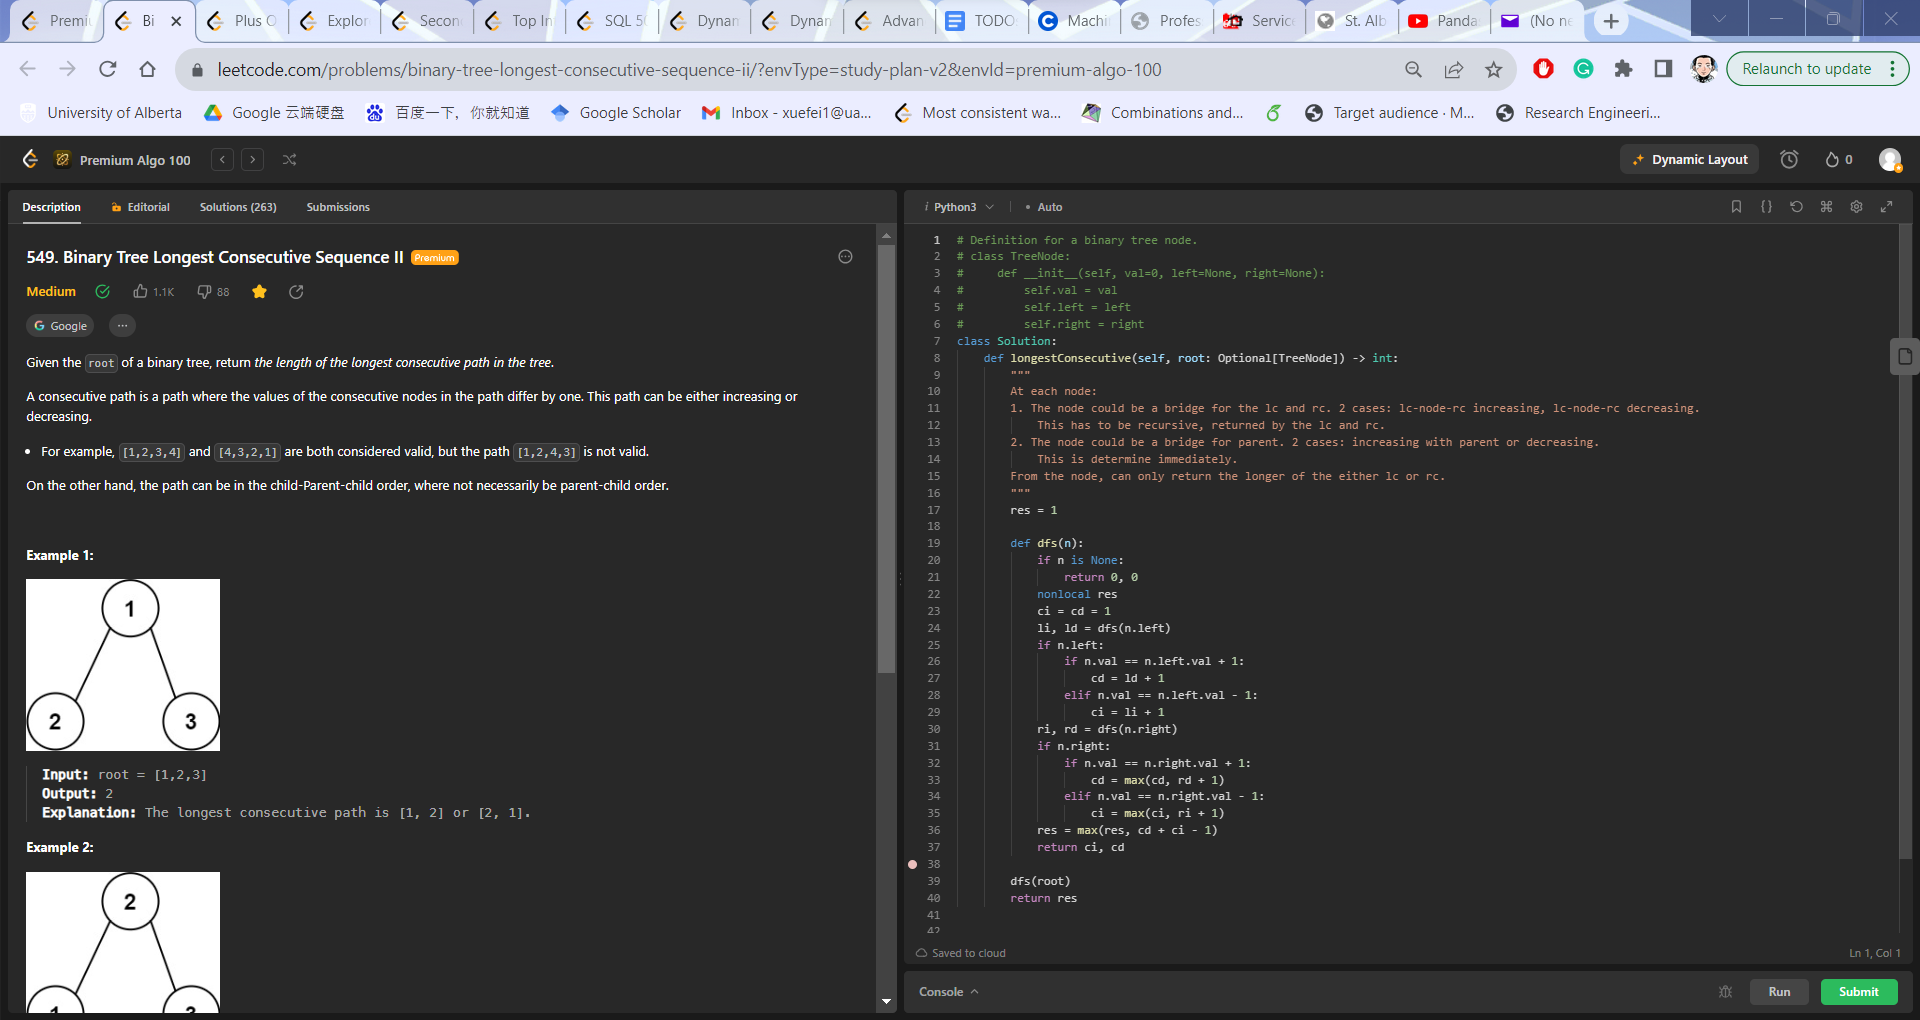 Premi
Bi
Plus O
Explor
Secon
Top In
SQL 50
Dynan
Dynan
Advan
TODO
Machi
Profes
Service
St. Alb
Panda
(No ne
leetcode.com/problems/binary-tree-longest-consecutive-sequence-ii/?envType=study-plan-v2&envId=premium-algo-100
Relaunch to update
University of Alberta
Google 云端硬盘
百度一下，你就知道
Google Scholar
Inbox - xuefei1@ua...
Most consistent wa...
Combinations and...
Target audience · M...
Research Engineeri...
Premium Algo 100
Dynamic Layout
0
Description
Editorial
Solutions (263)
Submissions
549. Binary Tree Longest Consecutive Sequence II Premium
Medium
1.1K
88
Google
Given the root of a binary tree, return the length of the longest consecutive path in the tree.
A consecutive path is a path where the values of the consecutive nodes in the path differ by one. This path can be either increasing or
decreasing.
• For example, [1,2,3,4] and [4,3,2,1] are both considered valid, but the path [1,2,4,3] is not valid.
On the other hand, the path can be in the child-Parent-child order, where not necessarily be parent-child order.
Example 1:
1
2 3
Input: root = [1,2,3]
Output: 2
Explanation: The longest consecutive path is [1, 2] or [2, 1].
Example 2:
2
1 3
i Python3
• Auto
1 # Definition for a binary tree node.
2 # class TreeNode:
3 #     def __init__(self, val=0, left=None, right=None):
4 #         self.val = val
5 #         self.left = left
6 #         self.right = right
7 class Solution:
8     def longestConsecutive(self, root: Optional[TreeNode]) -> int:
9         """
10         At each node:
11         1. The node could be a bridge for the lc and rc. 2 cases: lc-node-rc increasing, lc-node-rc decreasing.
12             This has to be recursive, returned by the lc and rc.
13         2. The node could be a bridge for parent. 2 cases: increasing with parent or decreasing.
14             This is determine immediately.
15         From the node, can only return the longer of the either lc or rc.
16         """
17         res = 1
18
19         def dfs(n):
20             if n is None:
21                 return 0, 0
22             nonlocal res
23             ci = cd = 1
24             li, ld = dfs(n.left)
25             if n.left:
26                 if n.val == n.left.val + 1:
27                     cd = ld + 1
28                 elif n.val == n.left.val - 1:
29                     ci = li + 1
30             ri, rd = dfs(n.right)
31             if n.right:
32                 if n.val == n.right.val + 1:
33                     cd = max(cd, rd + 1)
34                 elif n.val == n.right.val - 1:
35                     ci = max(ci, ri + 1)
36             res = max(res, cd + ci - 1)
37             return ci, cd
38
39         dfs(root)
40         return res
41
42
Saved to cloud
Ln 1, Col 1
Console
Run
Submit